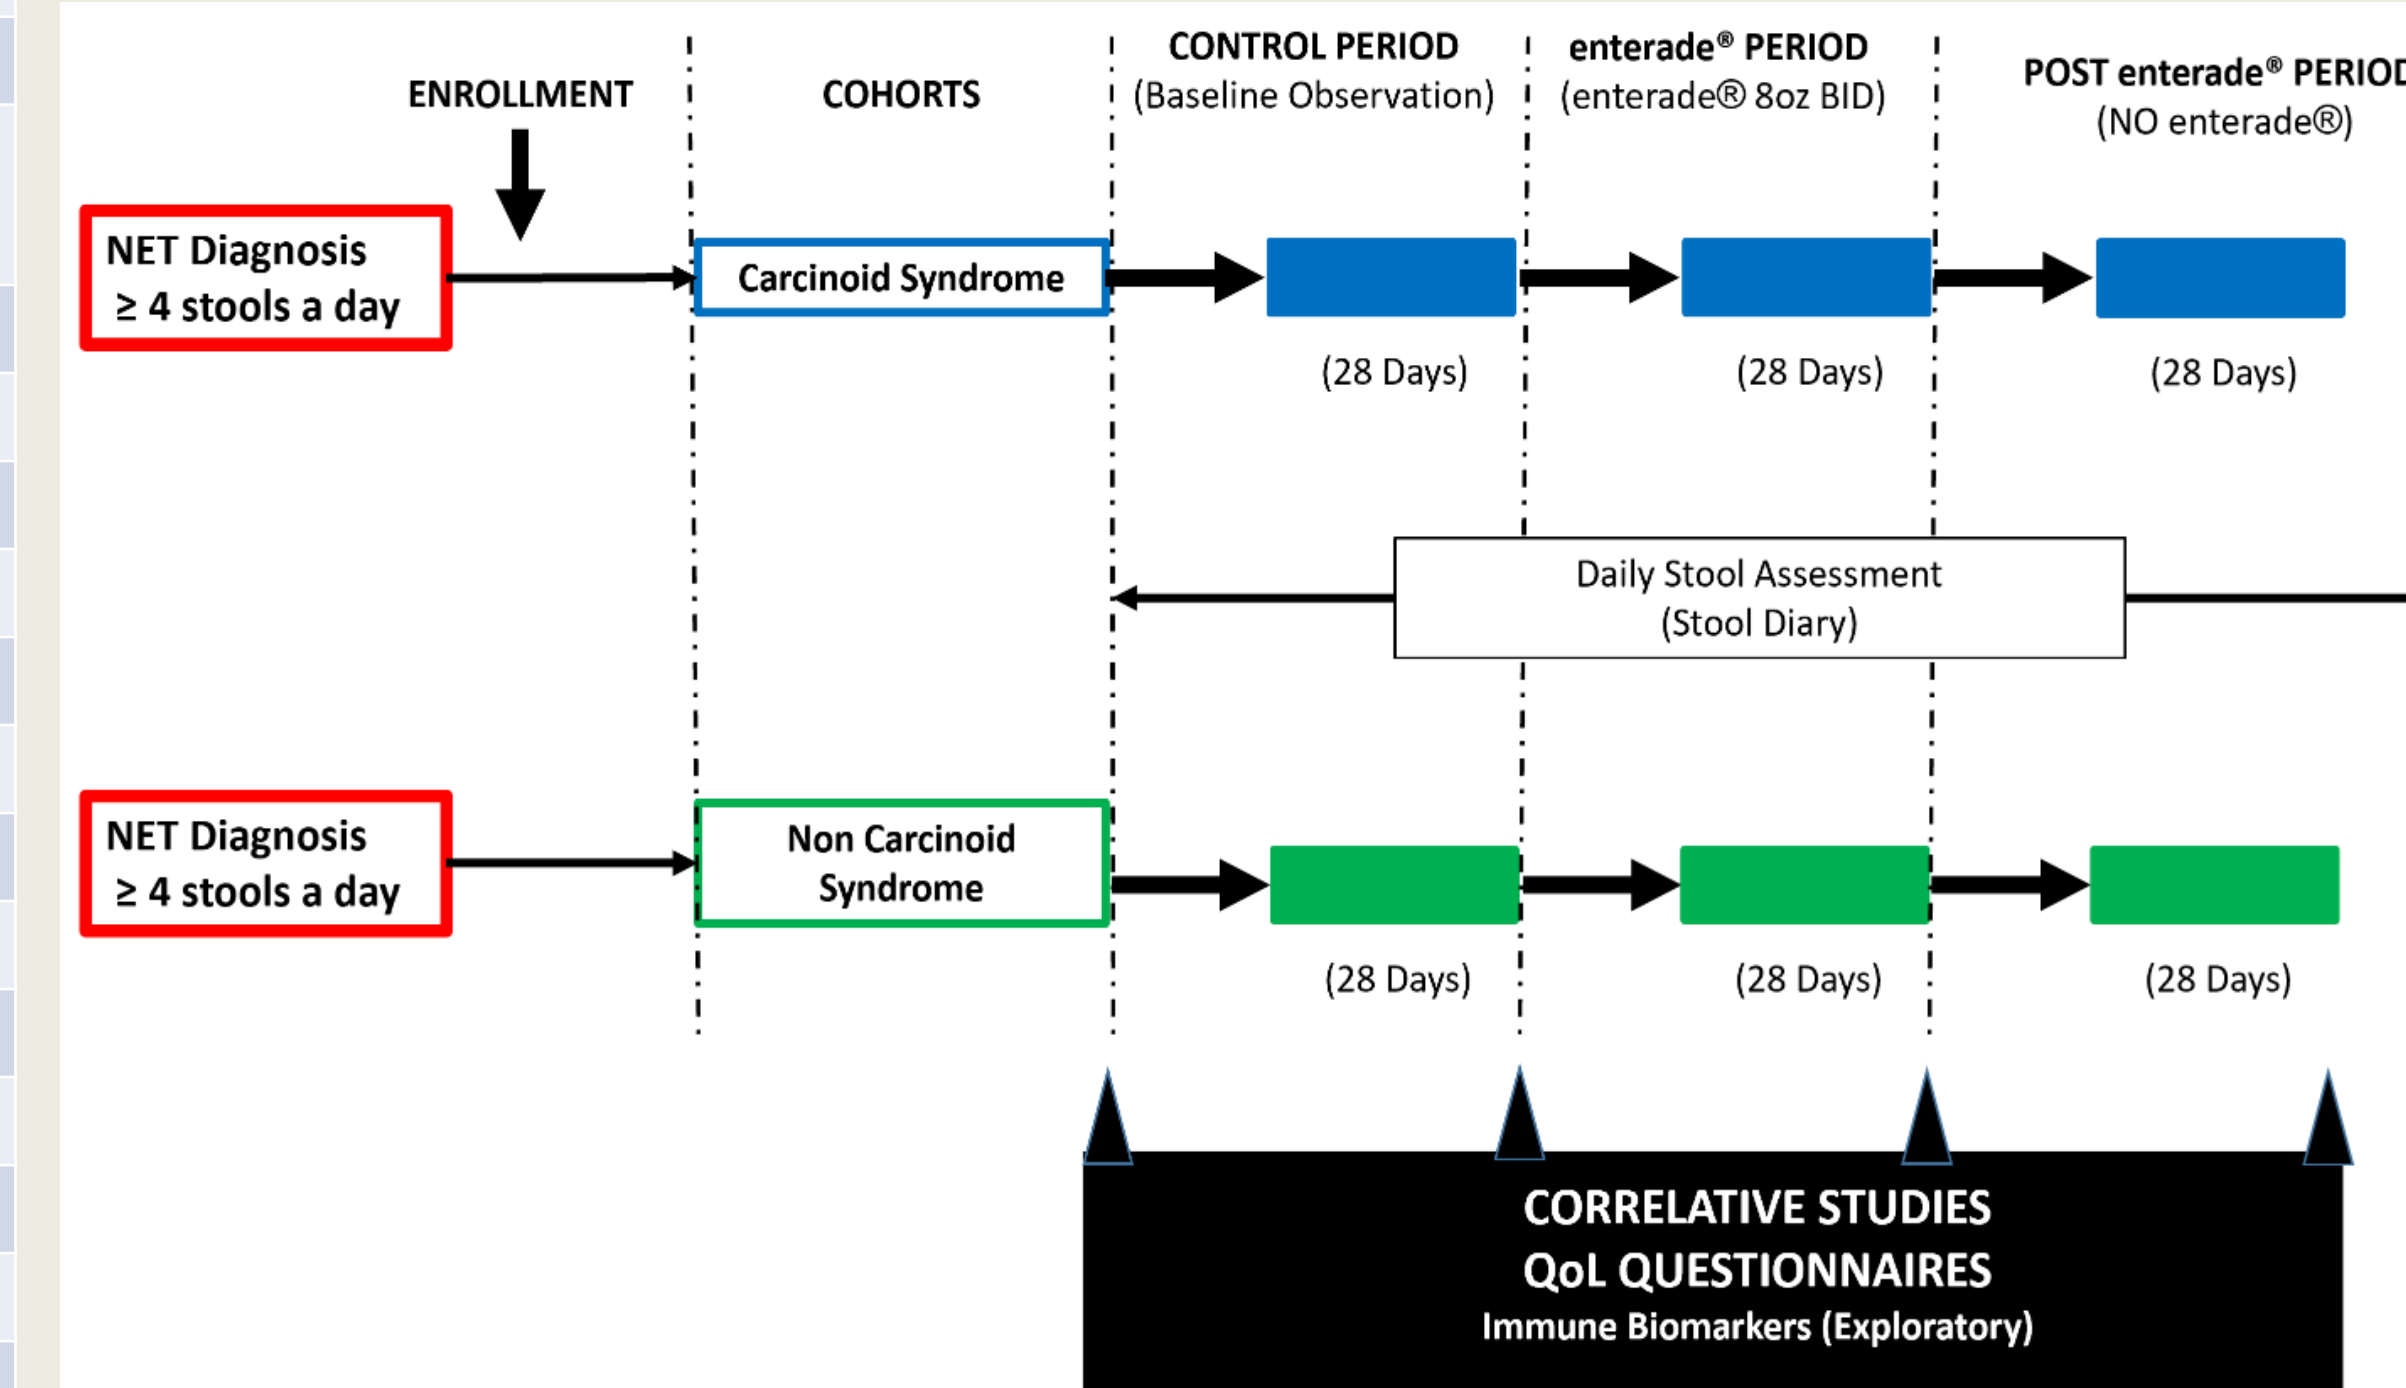 ENROLLMENT
COHORTS
CONTROL PERIOD
(Baseline Observation)
enterade® PERIOD
(enterade® 8oz BID)
POST enterade® PERIOD
(NO enterade®)
NET Diagnosis
≥ 4 stools a day
Carcinoid Syndrome
(28 Days)
(28 Days)
(28 Days)
Daily Stool Assessment
(Stool Diary)
NET Diagnosis
≥ 4 stools a day
Non Carcinoid
Syndrome
(28 Days)
(28 Days)
(28 Days)
CORRELATIVE STUDIES
QoL QUESTIONNAIRES
Immune Biomarkers (Exploratory)